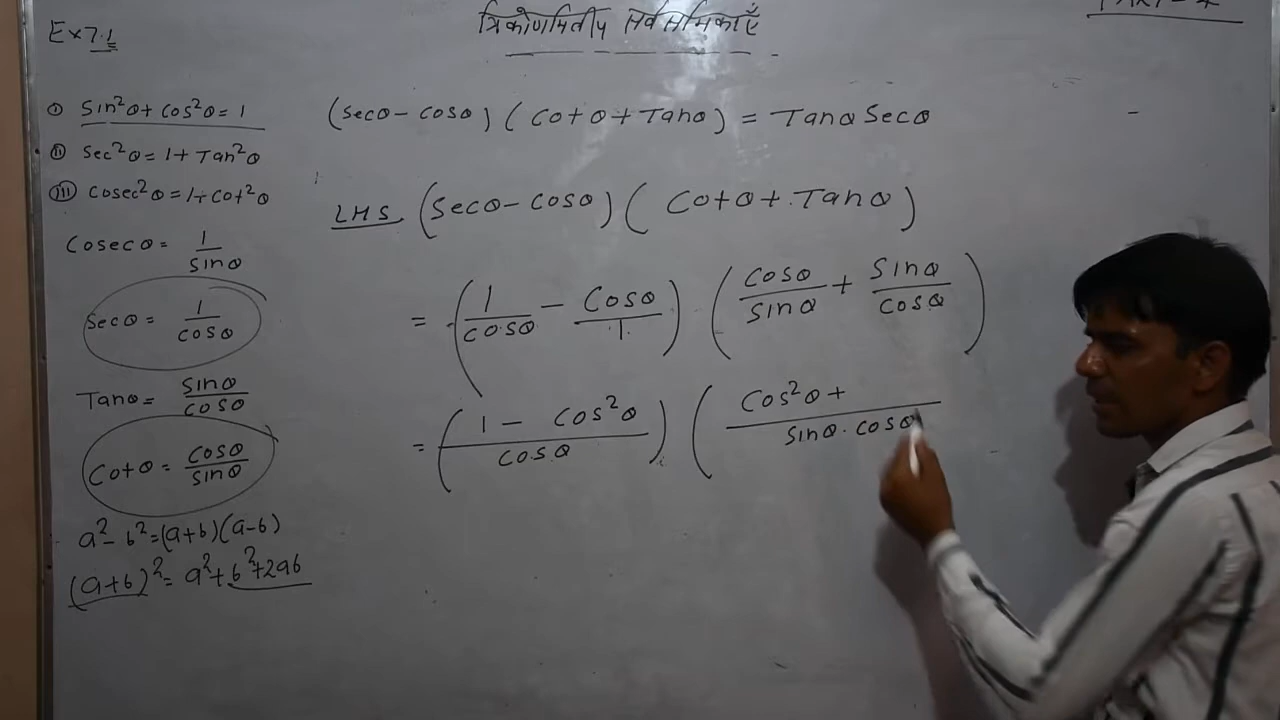 Ex 7.1
त्रिकोणमितीय सर्वसमिकाएँ
(i) Sin²θ + Cos²θ = 1
(ii) Sec²θ = 1 + Tan²θ
(iii) Cosec²θ = 1 + Cot²θ
Cosecθ = 1/Sinθ
Secθ = 1/Cosθ
Tanθ = Sinθ/Cosθ
Cotθ = Cosθ/Sinθ
a² - b² = (a+b)(a-b)
(a+b)² = a² + b² + 2ab
(Secθ - Cosθ) (Cotθ + Tanθ) = Tanθ Secθ
LHS (Secθ - Cosθ) (Cotθ + Tanθ)
= (1/Cosθ - Cosθ/1) . (Cosθ/Sinθ + Sinθ/Cosθ)
= ((1 - Cos²θ)/Cosθ) (Cos²θ + / Sinθ . Cosθ